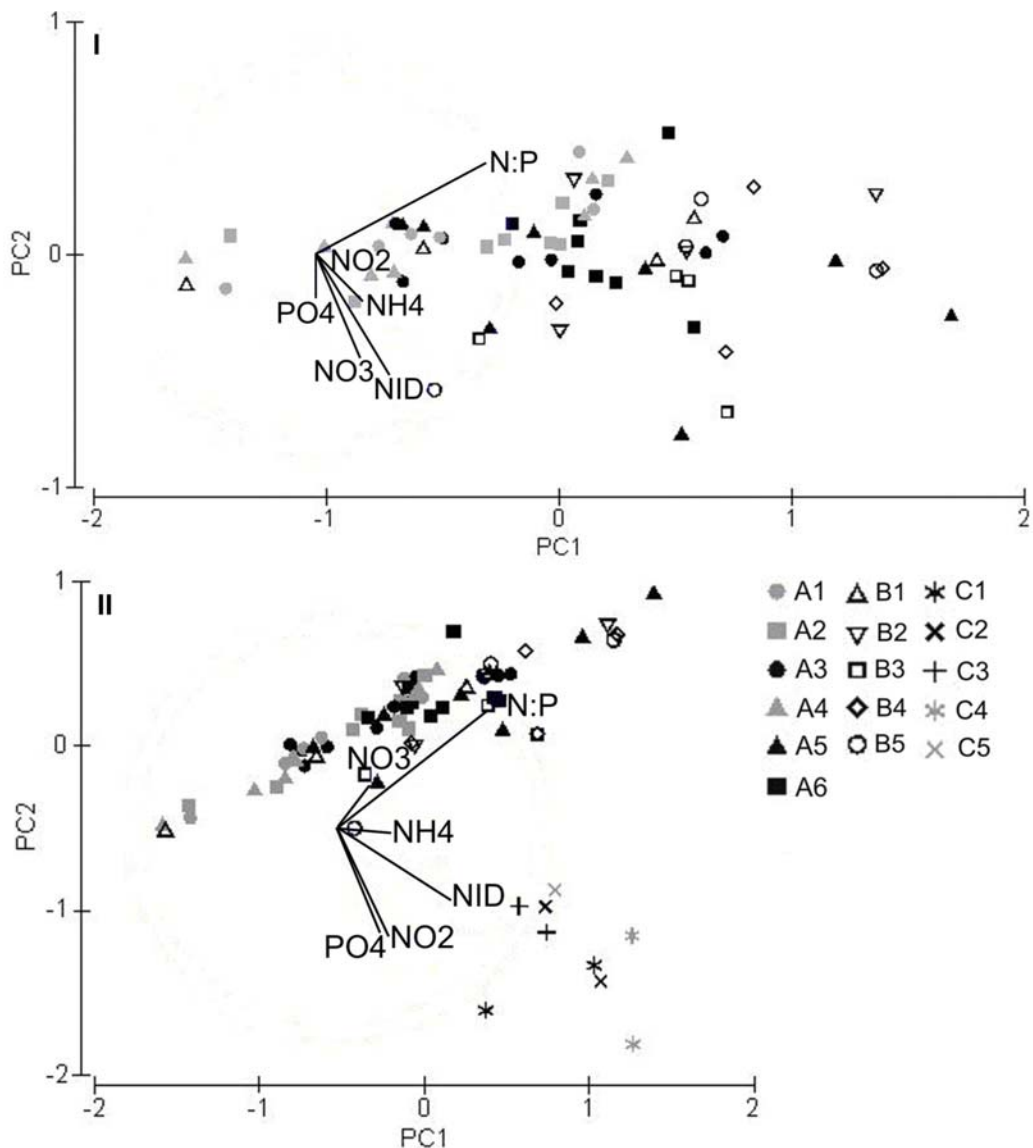 I
1
0
-1
PC2
N:P
NO2
PO4
NH4
NO3
NID
-2
-1
0
1
2
PC1
II
1
0
-1
-2
PC2
N:P
NO3
NH4
NID
PO4
NO2
-2
-1
0
1
2
PC1
A1 B1 C1
A2 B2 C2
A3 B3 C3
A4 B4 C4
A5 B5 C5
A6